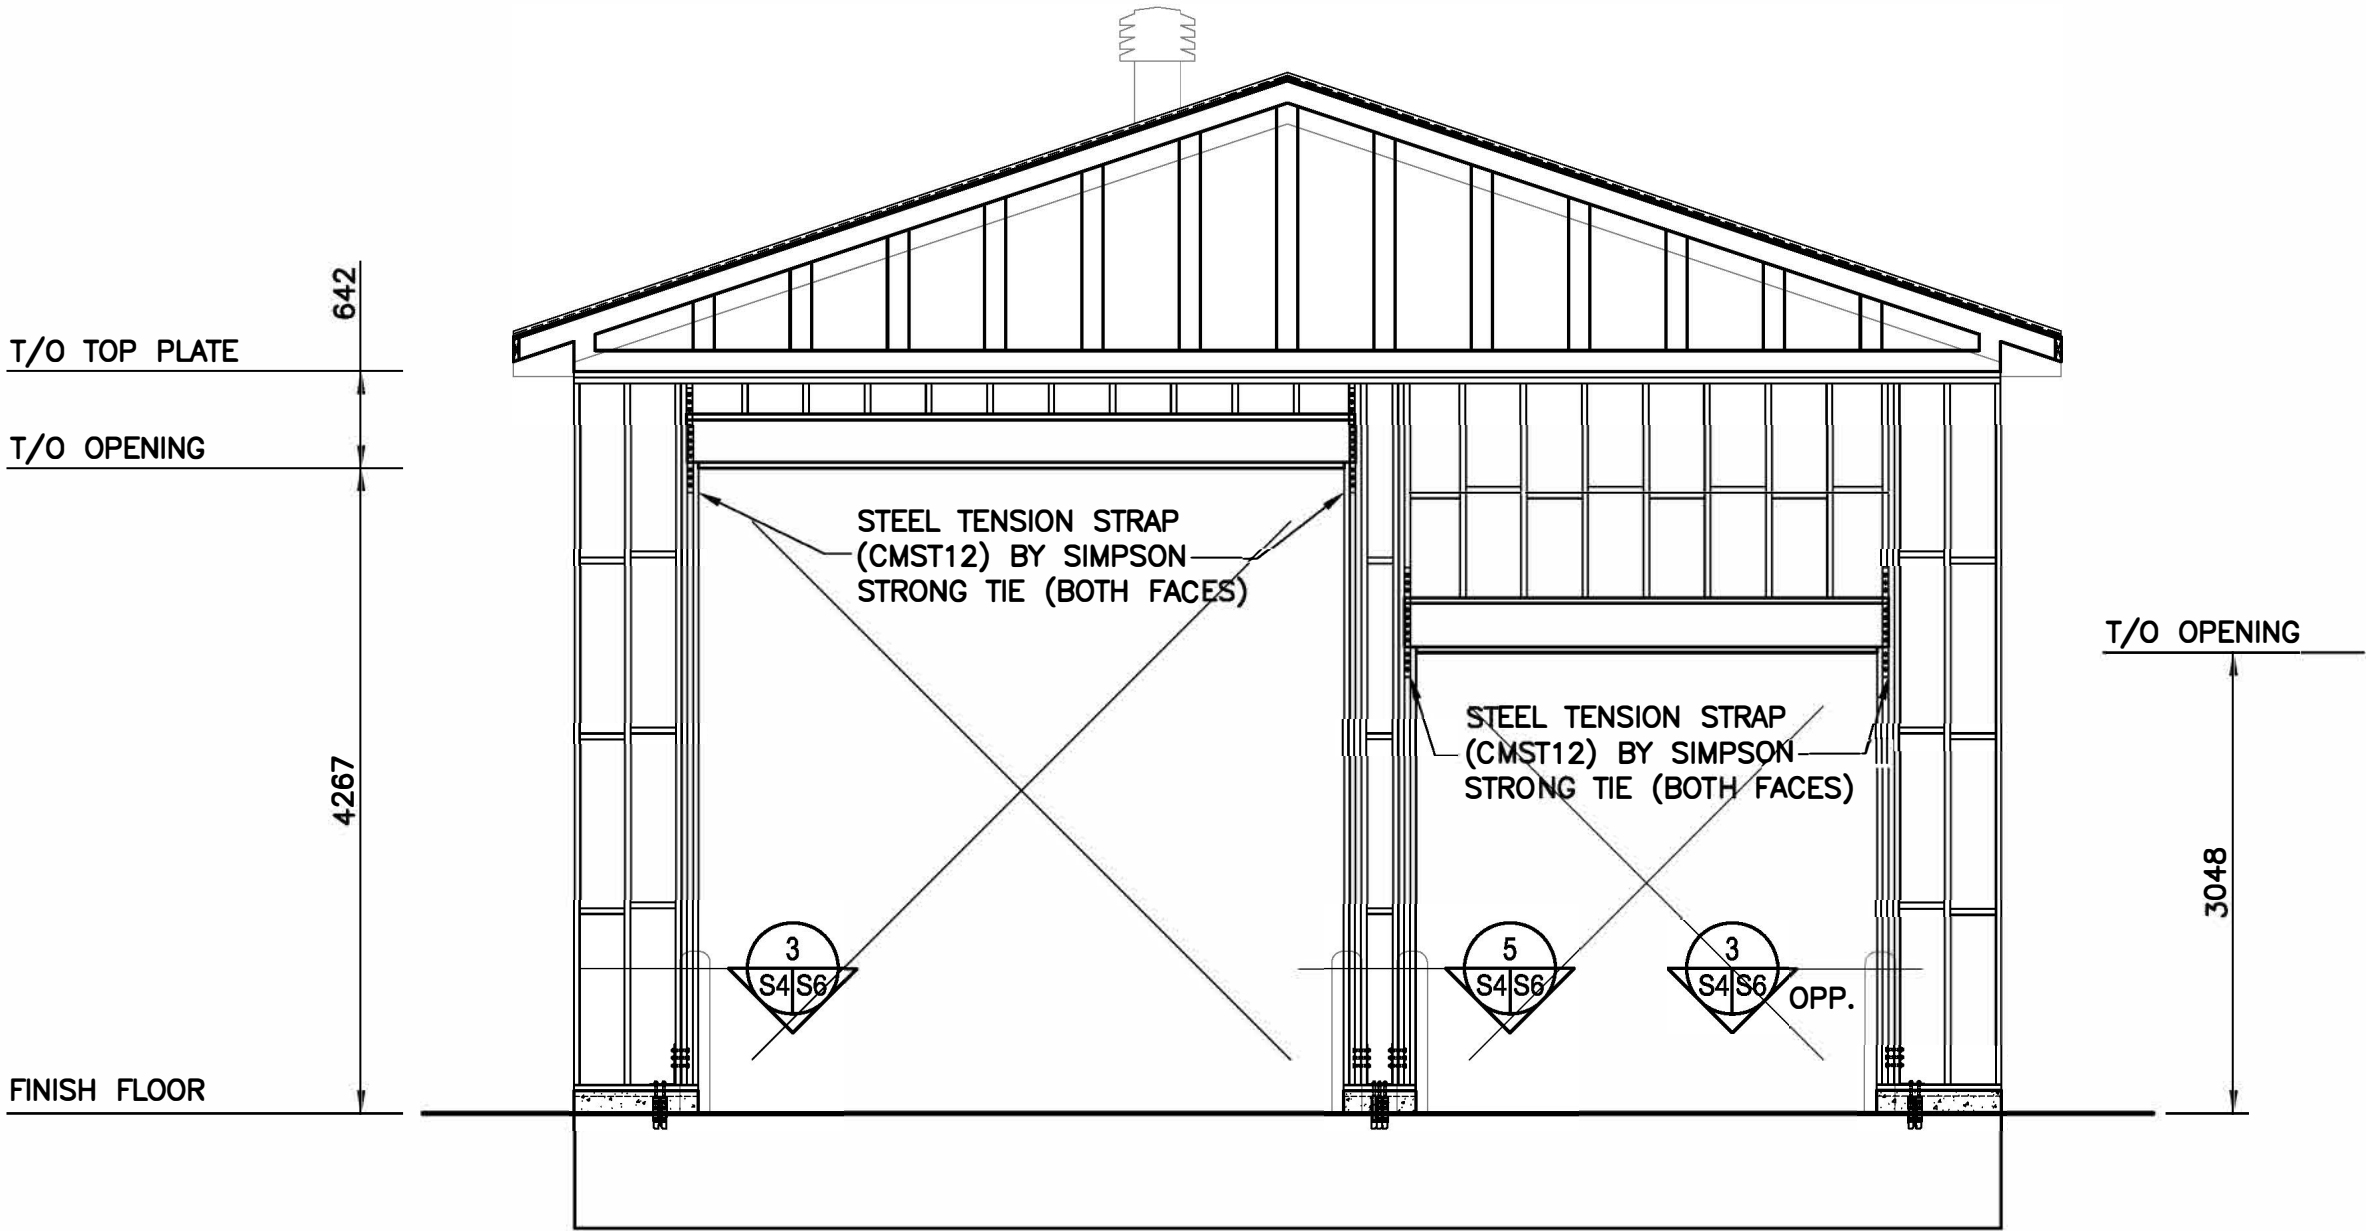 642
T/O TOP PLATE
T/O OPENING
STEEL TENSION STRAP
(CMST12) BY SIMPSON
STRONG TIE (BOTH FACES)
T/O OPENING
STEEL TENSION STRAP
(CMST12) BY SIMPSON
STRONG TIE (BOTH FACES)
4267
3048
3
S4 S6
5
S4 S6
3
S4 S6
OPP.
FINISH FLOOR